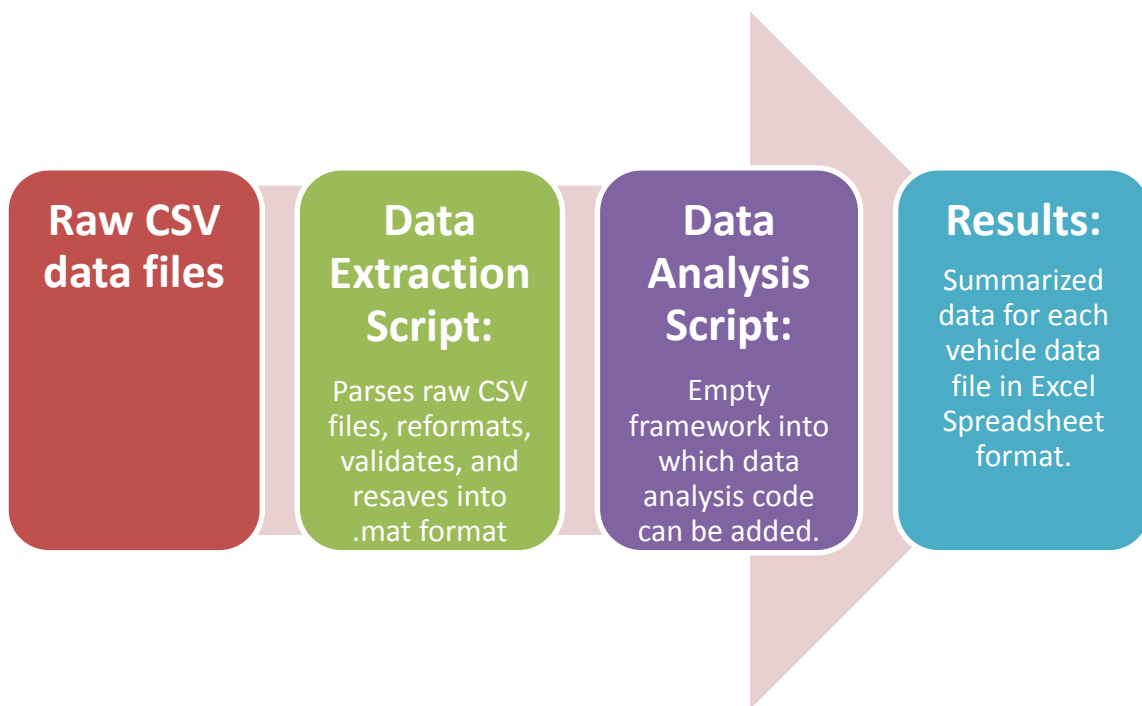 Raw CSV
data files
Data
Extraction
Script:
Parses raw CSV
files, reformats,
validates, and
resaves into
.mat format
Data
Analysis
Script:
Empty
framework into
which data
analysis code
can be added.
Results:
Summarized
data for each
vehicle data
file in Excel
Spreadsheet
format.